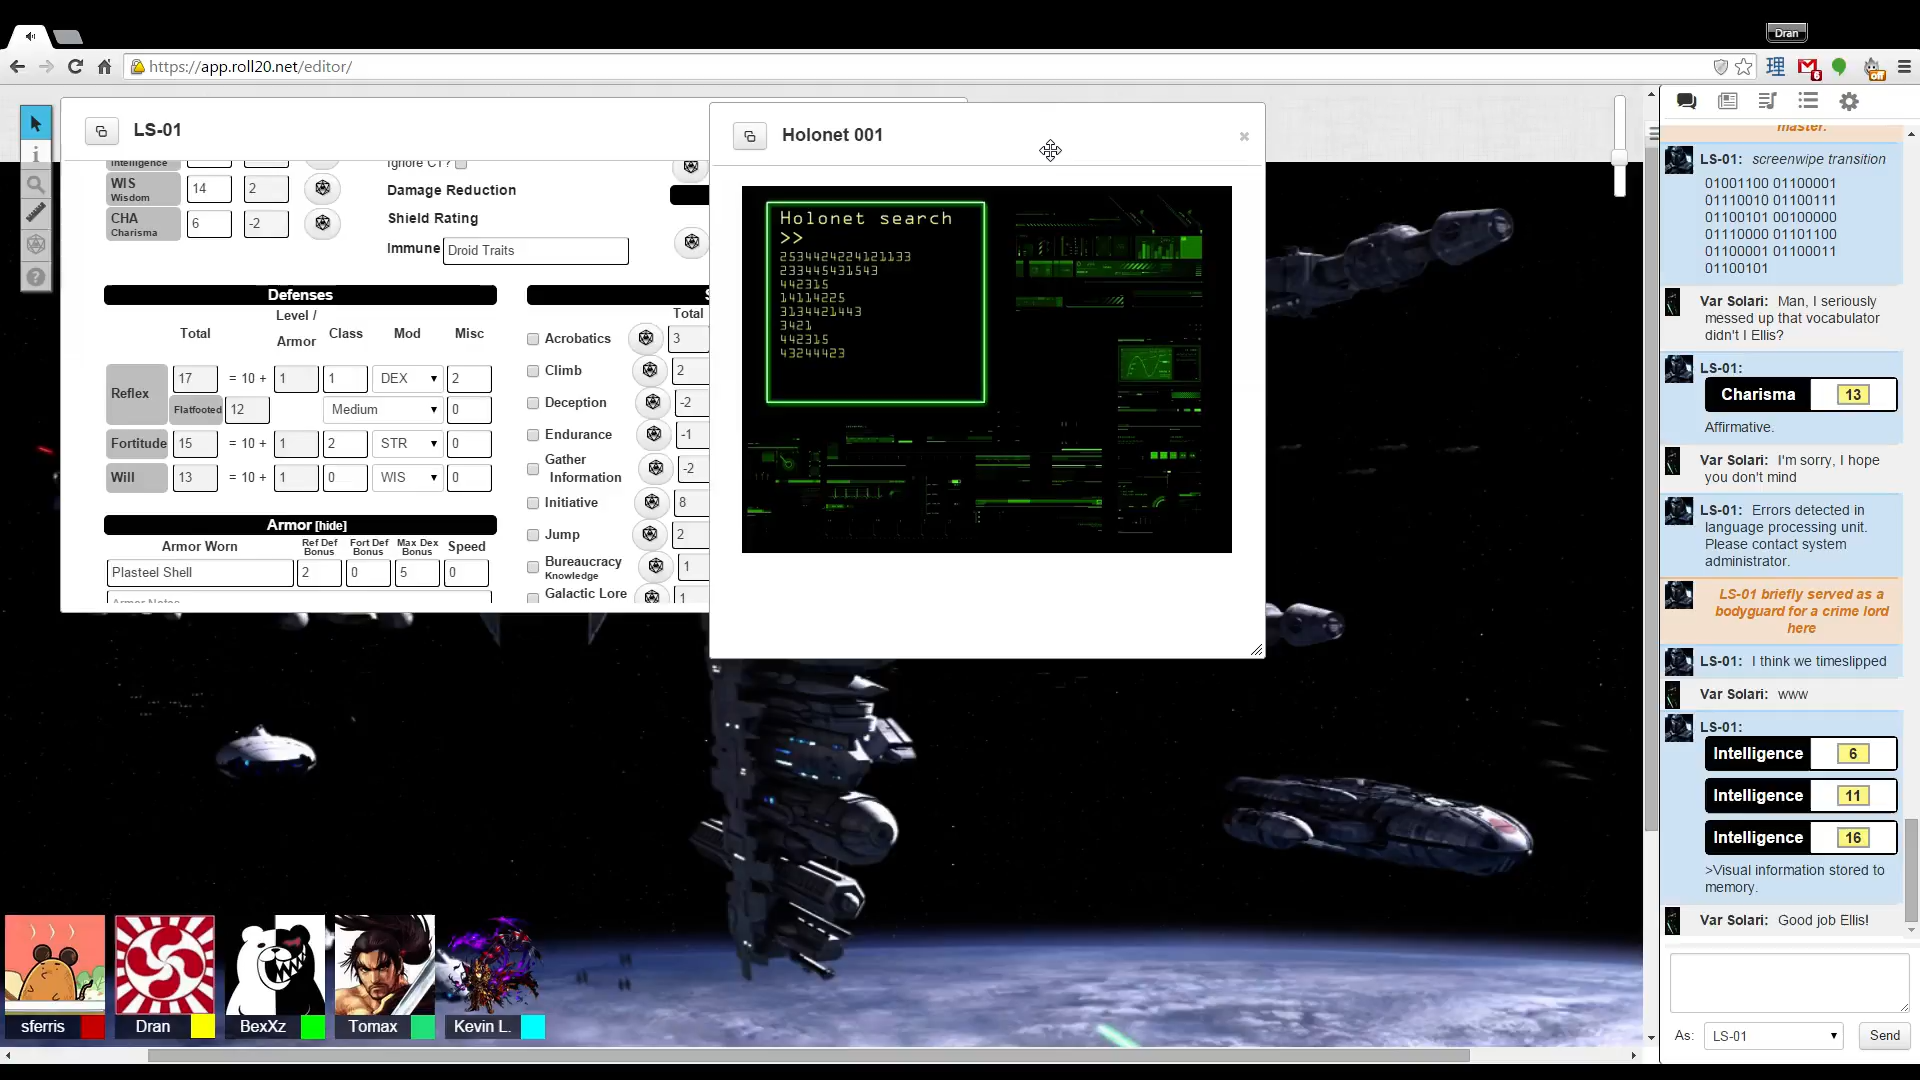 Dran
https://app.roll20.net/editor/
LS-01
Intelligence
Ignore CT?
WIS
Wisdom
14
2
Damage Reduction
CHA
Charisma
6
-2
Shield Rating
Immune
Droid Traits
Defenses
Total
Level /
Armor
Class
Mod
Misc
Reflex
17
= 10 +
1
1
DEX
2
Flatfooted
12
Medium
0
Fortitude
15
= 10 +
1
2
STR
0
Will
13
= 10 +
1
0
WIS
0
Armor [hide]
Armor Worn
Ref Def
Bonus
Fort Def
Bonus
Max Dex
Bonus
Speed
Plasteel Shell
2
0
5
0
Armor Notes
S
Total
Acrobatics
3
Climb
2
Deception
-2
Endurance
-1
Gather
Information
-2
Initiative
8
Jump
2
Bureaucracy
Knowledge
1
Galactic Lore
1
Holonet 001
Holonet search
>>
25344242241211 33
233445431543
442315
14114225
3134421443
3421
442315
43244423
master.
LS-01: screenwipe transition
01001100 01100001
01110010 01100111
01100101 00100000
01110000 01101100
01100001 01100011
01100101
Var Solari: Man, I seriously
messed up that vocabulator
didn't I Ellis?
LS-01:
Charisma 13
Affirmative.
Var Solari: I'm sorry, I hope
you don't mind
LS-01: Errors detected in
language processing unit.
Please contact system
administrator.
LS-01 briefly served as a
bodyguard for a crime lord
here
LS-01: I think we timeslipped
Var Solari: www
LS-01:
Intelligence 6
Intelligence 11
Intelligence 16
>Visual information stored to
memory.
Var Solari: Good job Ellis!
As:
LS-01
Send
sferris
Dran
BexXz
Tomax
Kevin L.